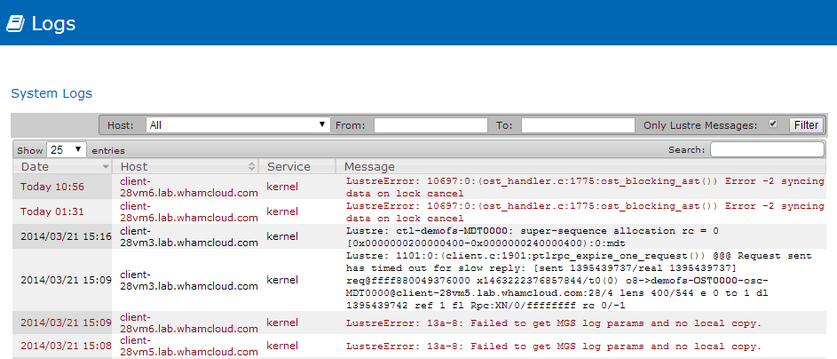 Logs
System Logs
Host: All From: To: Only Lustre Messages: Filter
Show 25 entries Search:
Date Host Service Message
Today 10:56 client-28vm6.lab.whamcloud.com kernel LustreError: 10697:0:(ost_handler.c:1775:ost_blocking_ast()) Error -2 syncing
data on lock cancel
Today 01:31 client-28vm6.lab.whamcloud.com kernel LustreError: 10697:0:(ost_handler.c:1775:ost_blocking_ast()) Error -2 syncing
data on lock cancel
2014/03/21 15:16 client-28vm3.lab.whamcloud.com kernel Lustre: ctl-demofs-MDT0000: super-sequence allocation rc = 0
[0x0000000200000400-0x0000000240000400):0:mdt
2014/03/21 15:09 client-28vm3.lab.whamcloud.com kernel Lustre: 1101:0:(client.c:1901:ptlrpc_expire_one_request()) @@@ Request sent
has timed out for slow reply: [sent 1395439737/real 1395439737]
req@ffff880049376000 x1463222376857844/t0(0) o8->demofs-OST0000-osc-
MDT0000@client-28vm5.lab.whamcloud.com:28/4 lens 400/544 e 0 to 1 dl
1395439742 ref 1 fl Rpc:XN/0/ffffffff rc 0/-1
2014/03/21 15:09 client-28vm6.lab.whamcloud.com kernel LustreError: 13a-8: Failed to get MGS log params and no local copy.
2014/03/21 15:08 client-28vm5.lab.whamcloud.com kernel LustreError: 13a-8: Failed to get MGS log params and no local copy.